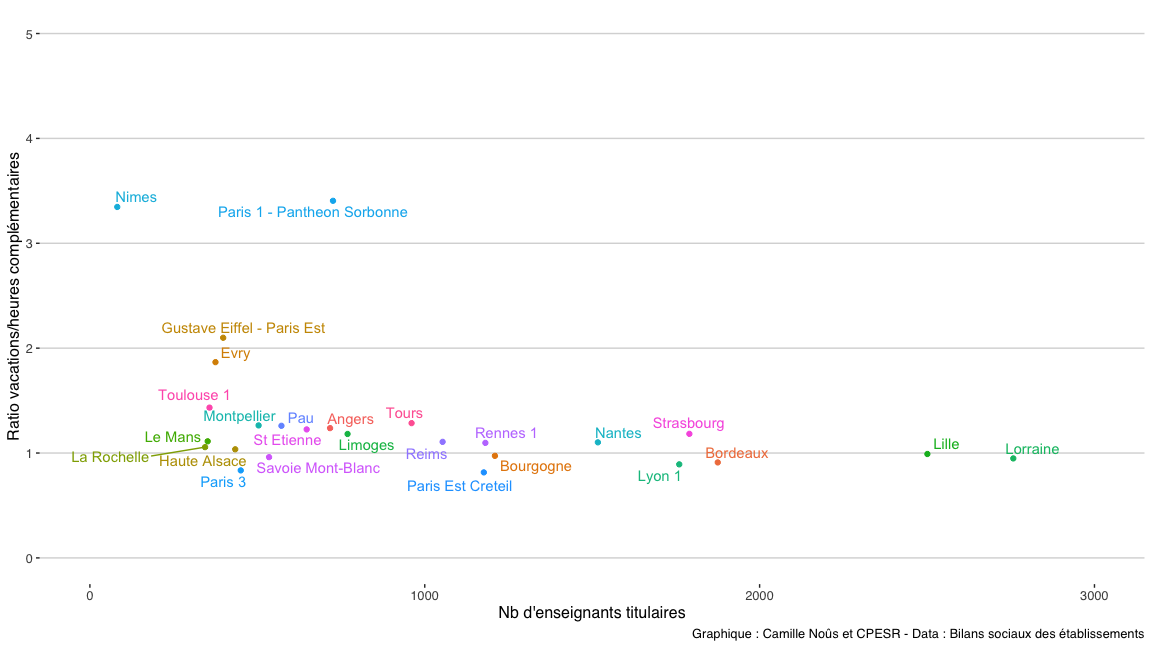 5
4
3
2
1
0
Ratio vacations/heures complémentaires
Nimes
Paris 1 - Pantheon Sorbonne
Gustave Eiffel - Paris Est
Evry
Toulouse 1
Montpellier
Pau
Angers
Tours
Strasbourg
Le Mans
St Etienne
Limoges
Rennes 1
Nantes
Lille
La Rochelle
Haute Alsace
Savoie Mont-Blanc
Reims
Bourgogne
Bordeaux
Lorraine
Paris 3
Paris Est Creteil
Lyon 1
0 1000 2000 3000
Nb d'enseignants titulaires
Graphique : Camille Noûs et CPESR - Data : Bilans sociaux des établissements